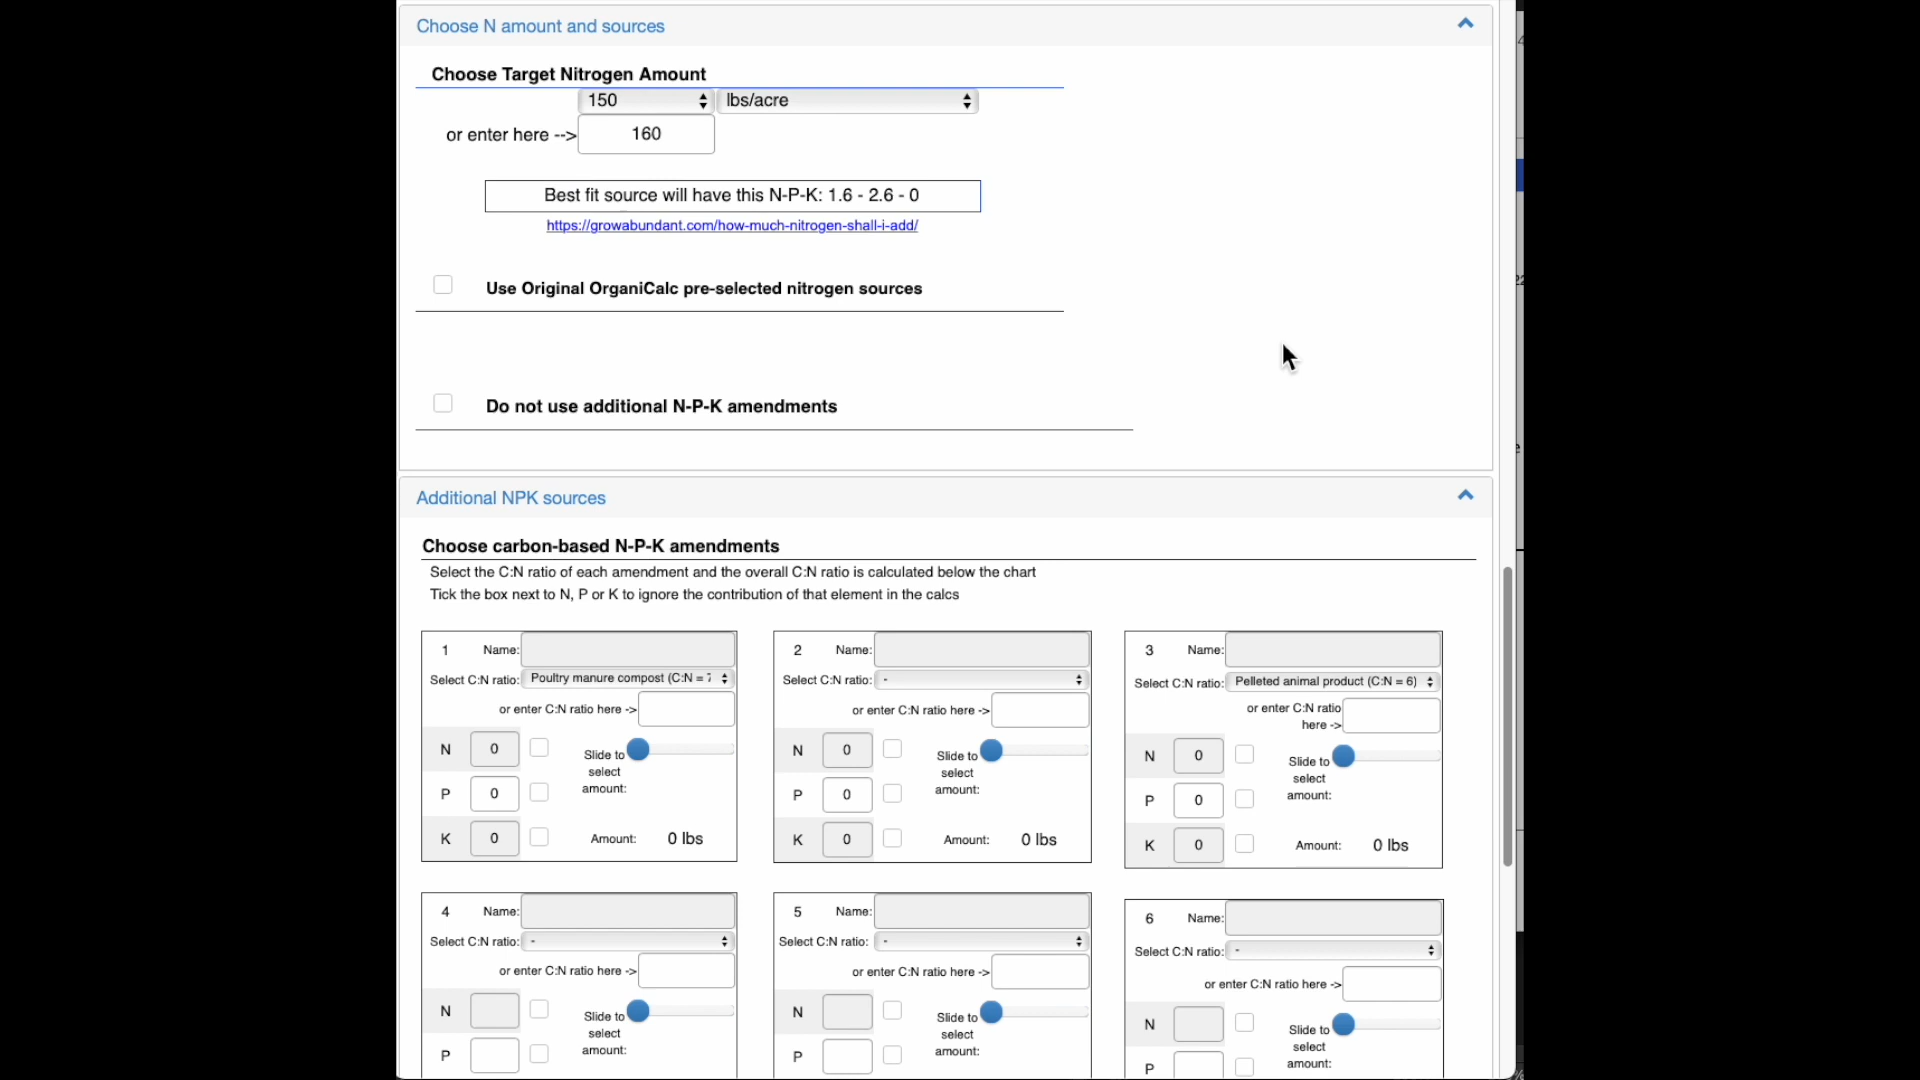 Choose N amount and sources
Choose Target Nitrogen Amount
150 lbs/acre
or enter here --> 160
Best fit source will have this N-P-K: 1.6 - 2.6 - 0
https://growabundant.com/how-much-nitrogen-shall-i-add/
Use Original OrganiCalc pre-selected nitrogen sources
Do not use additional N-P-K amendments
Additional NPK sources
Choose carbon-based N-P-K amendments
Select the C:N ratio of each amendment and the overall C:N ratio is calculated below the chart
Tick the box next to N, P or K to ignore the contribution of that element in the calcs
1 Name:
Select C:N ratio: Poultry manure compost (C:N =
or enter C:N ratio here ->
N 0
Slide to
select
amount:
P 0
K 0 Amount: 0 lbs
2 Name:
Select C:N ratio: -
or enter C:N ratio here ->
N 0
Slide to
select
amount:
P 0
K 0 Amount: 0 lbs
3 Name:
Select C:N ratio: Pelleted animal product (C:N = 6)
or enter C:N ratio
here ->
N 0
Slide to
select
amount:
P 0
K 0 Amount: 0 lbs
4 Name:
Select C:N ratio: -
or enter C:N ratio here ->
N
Slide to
select
amount:
P
5 Name:
Select C:N ratio: -
or enter C:N ratio here ->
N
Slide to
select
amount:
P
6 Name:
Select C:N ratio: -
or enter C:N ratio here ->
N
Slide to
select
amount:
P